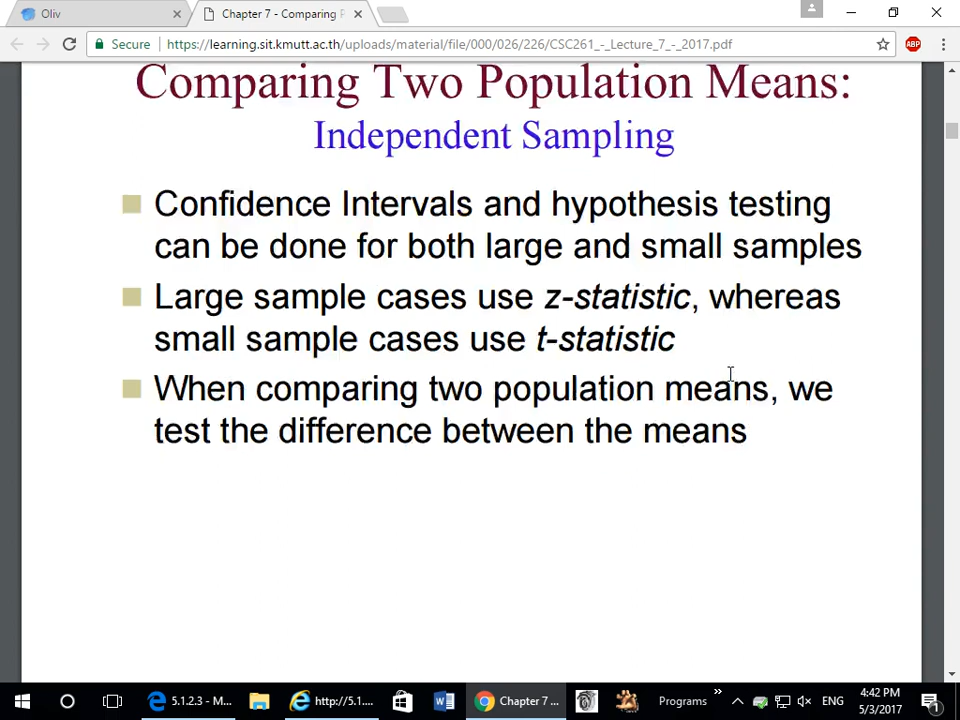 Oliv
Chapter 7 - Comparing P
Secure
https://learning.sit.kmutt.ac.th/uploads/material/file/000/026/226/CSC261_-_Lecture_7_-_2017.pdf
ABP
Comparing Two Population Means:
Independent Sampling
Confidence Intervals and hypothesis testing
can be done for both large and small samples
Large sample cases use z-statistic, whereas
small sample cases use t-statistic
When comparing two population means, we
test the difference between the means
5.1.2.3 - M...
http://5.1....
Chapter 7 ...
Programs
ENG
4:42 PM
5/3/2017
1